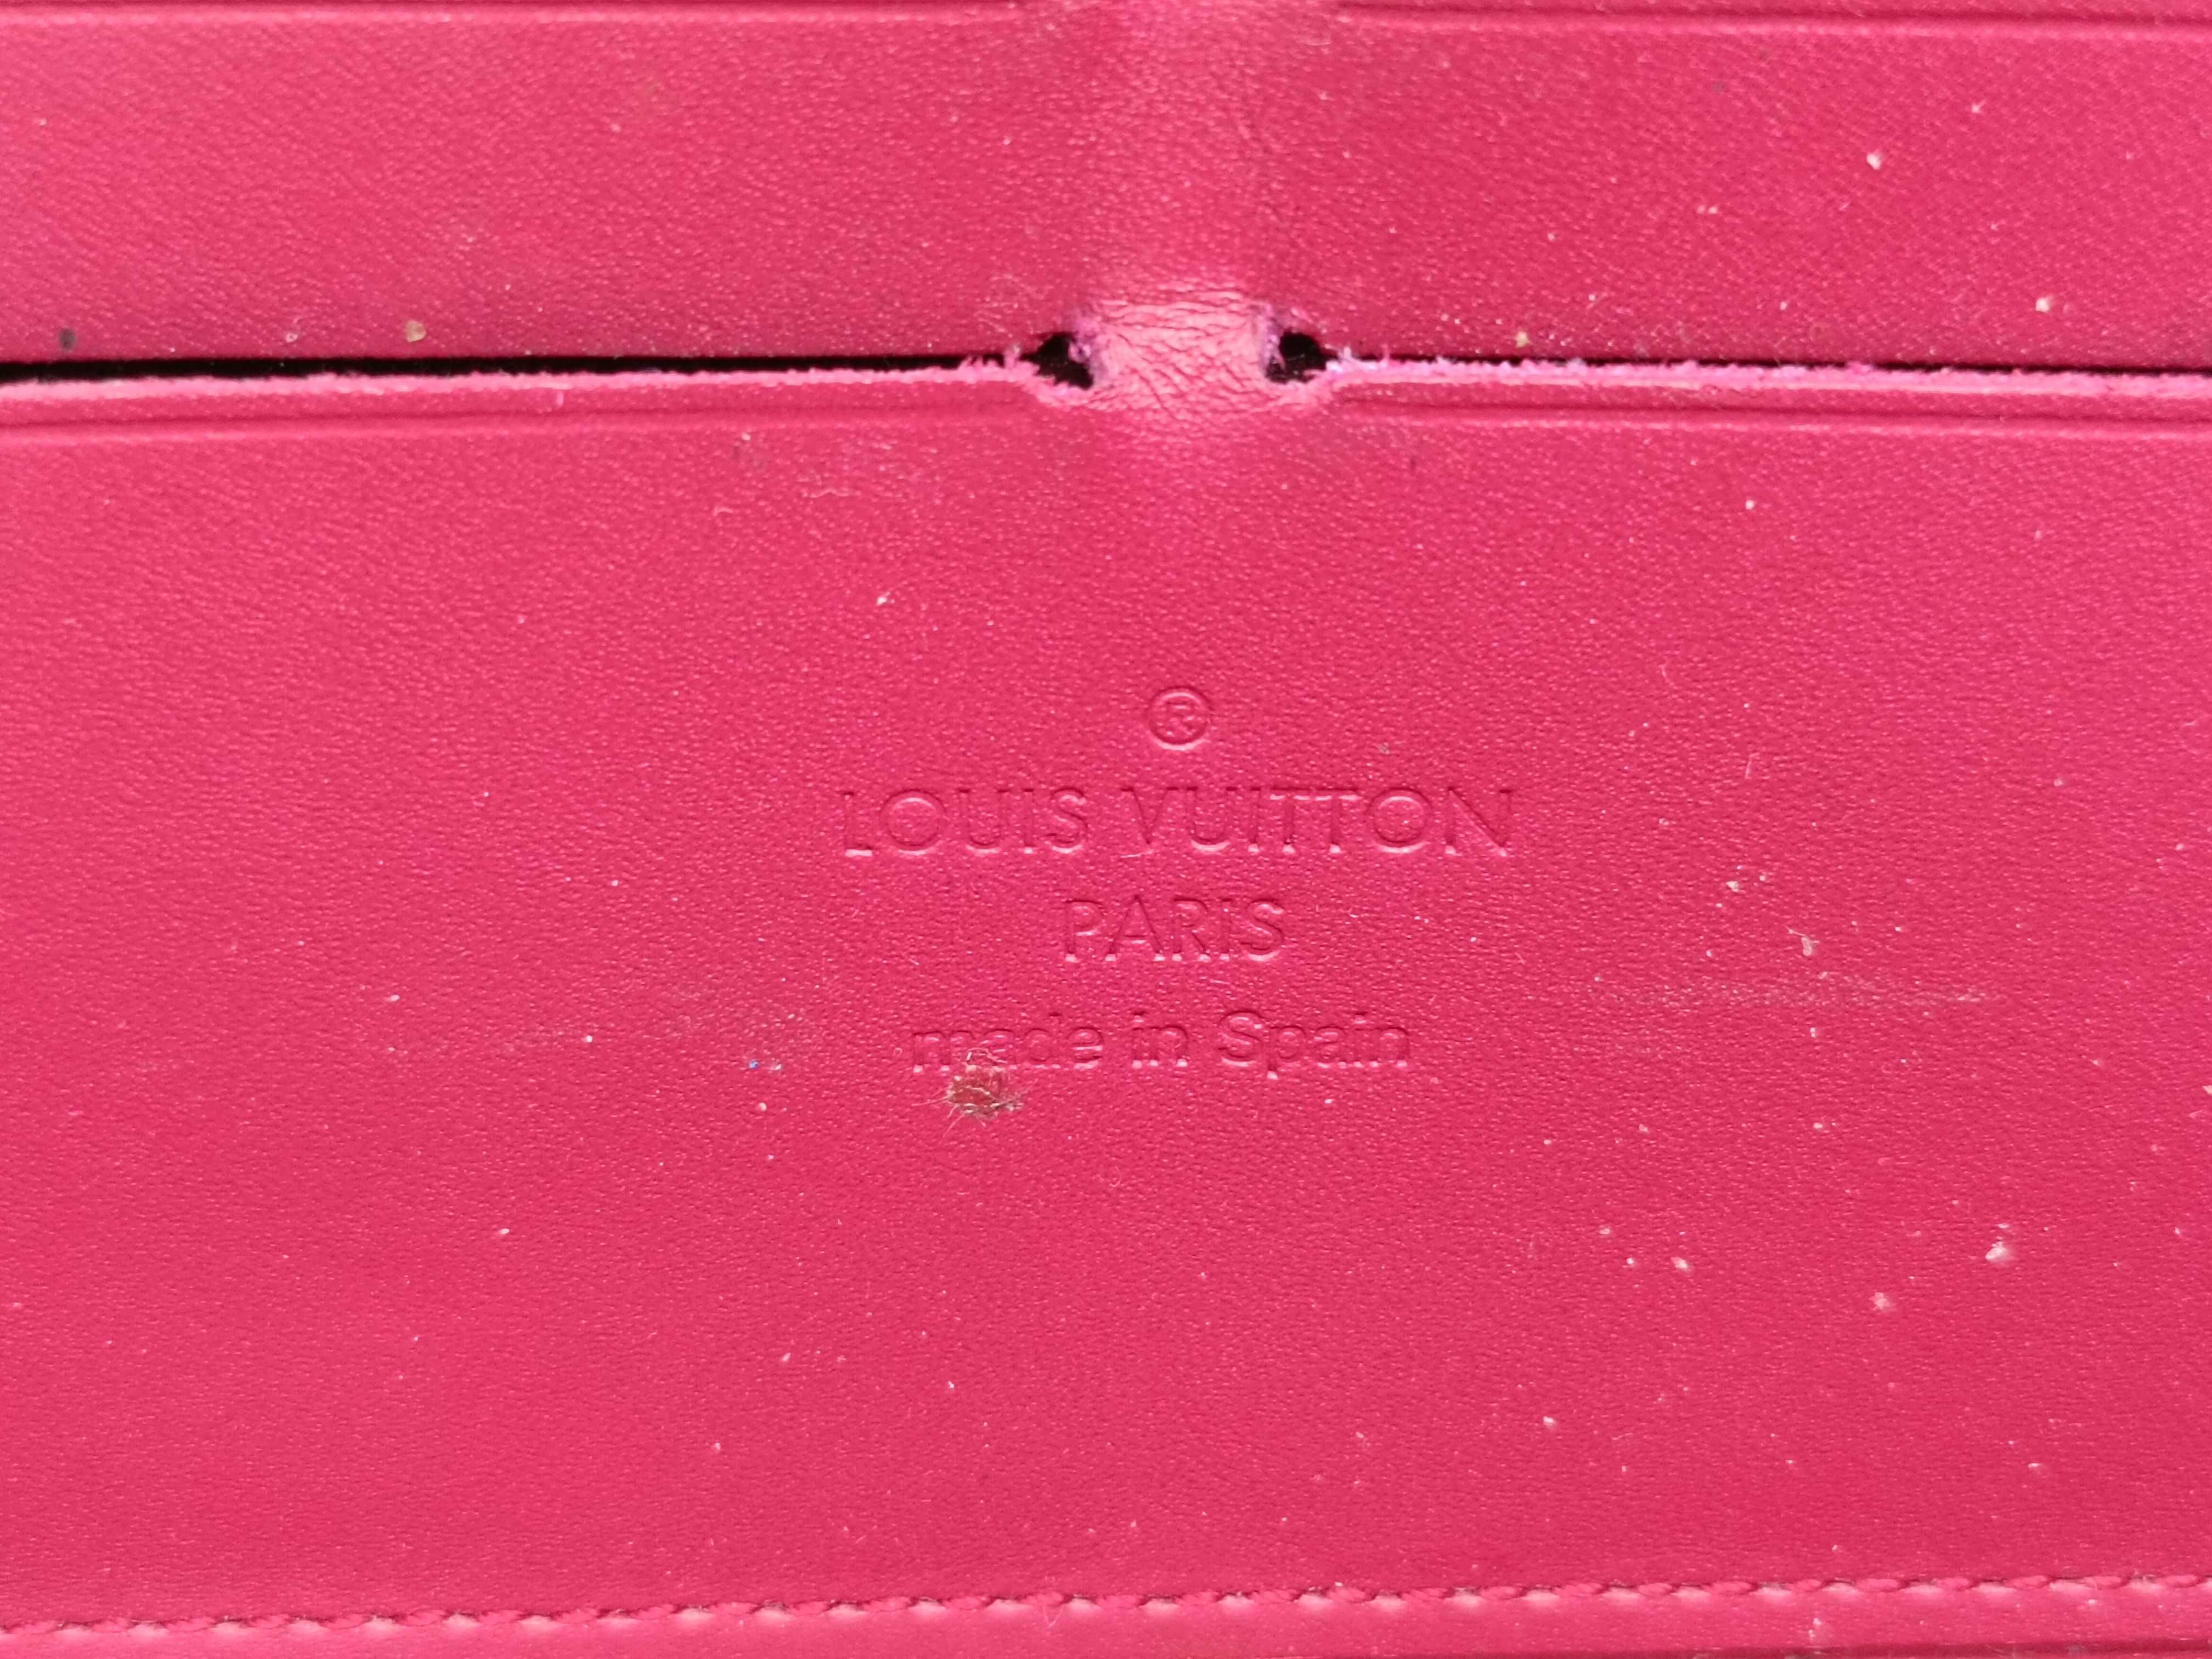 ®
LOUIS VUITTON
PARIS
made in Spain